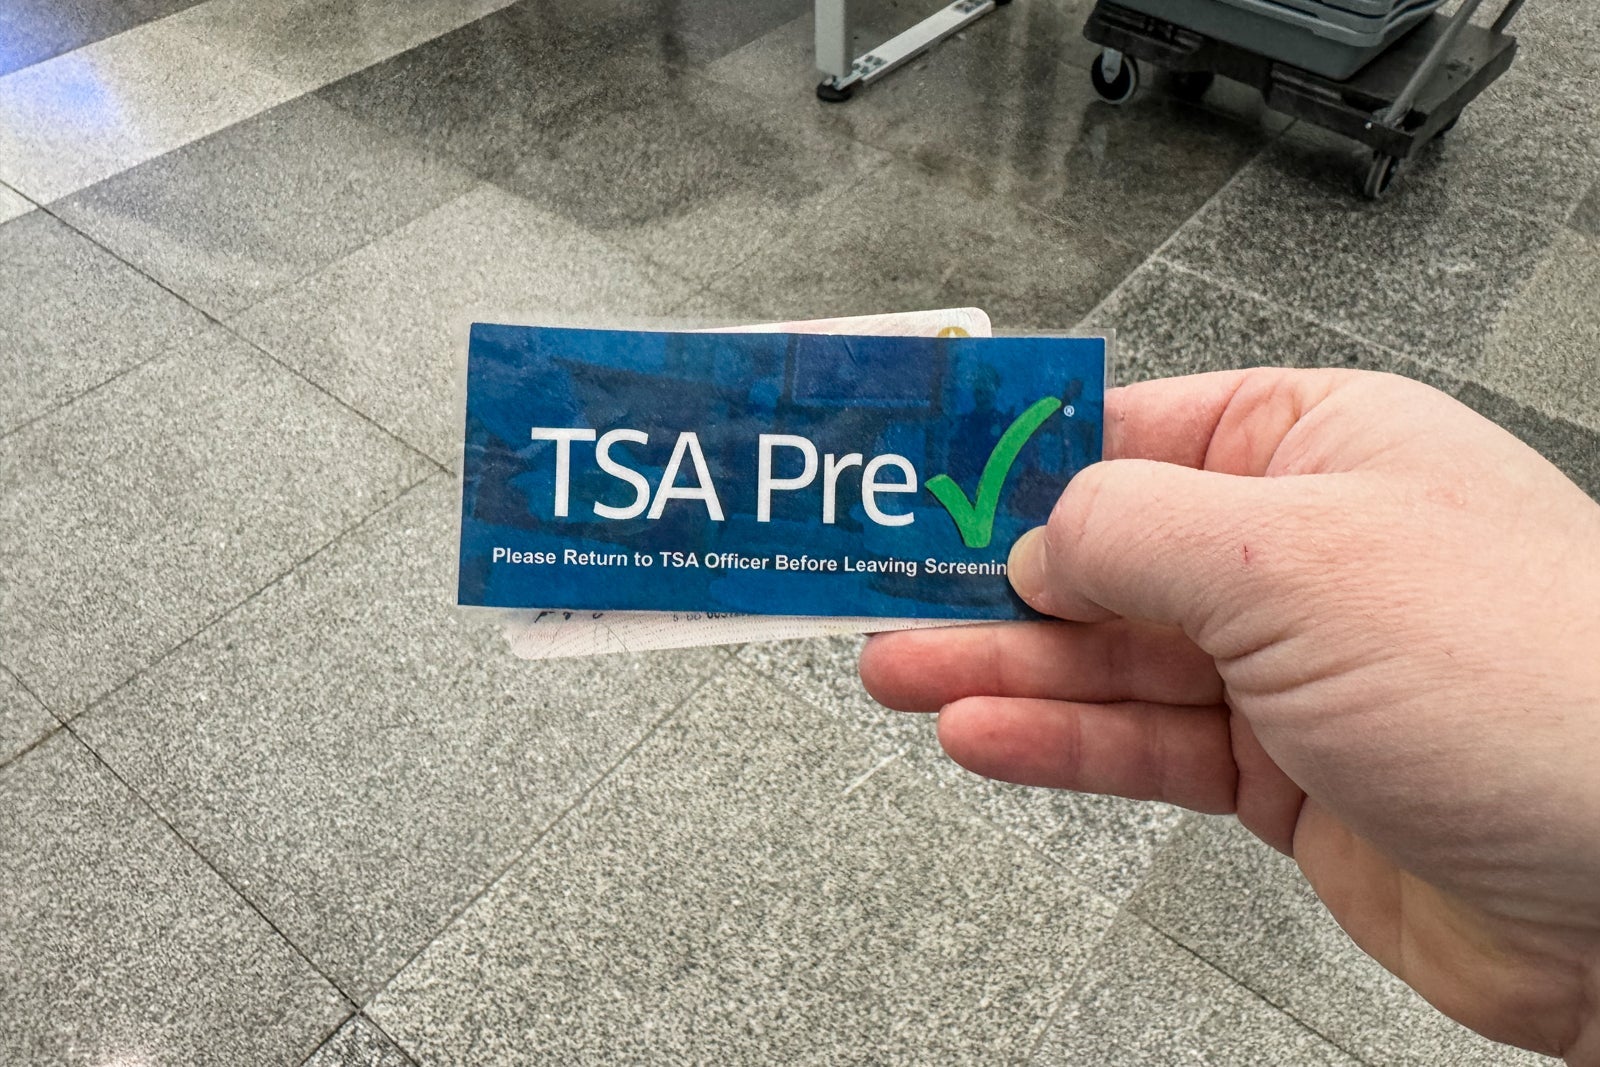 TSA Pre✓®
Please Return to TSA Officer Before Leaving Screenin